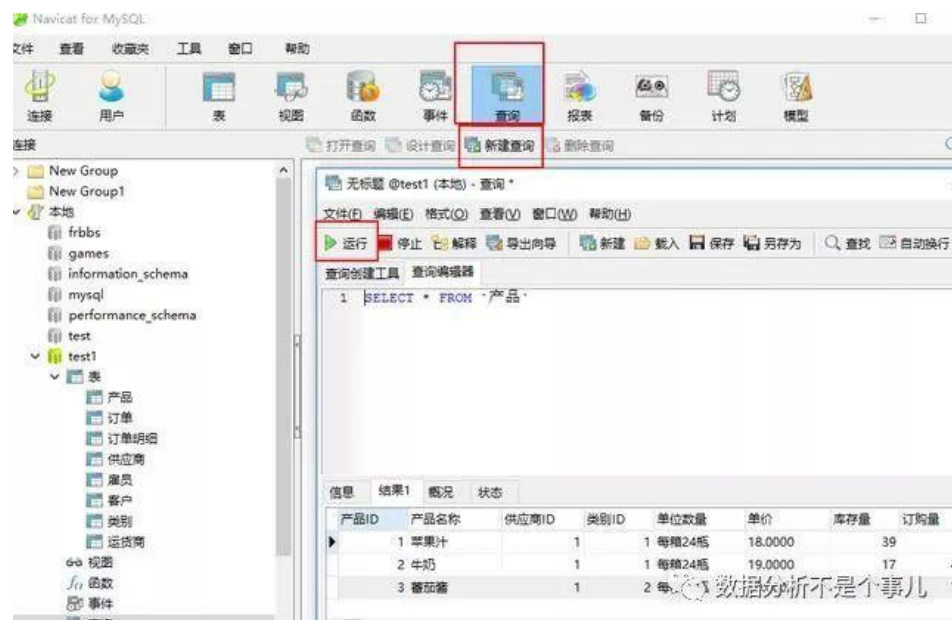 Navicat for MySQL
文件 查看 收藏夹 工具 窗口 帮助
连接 用户 表 视图 函数 事件 查询 报表 备份 计划 模型
连接
打开查询 设计查询 新建查询 删除查询
New Group
New Group1
本地
frbbs
games
information_schema
mysql
performance_schema
test
test1
表
产品
订单
订单明细
供应商
雇员
客户
类别
运货商
视图
函数
事件
无标题 @test1 (本地) - 查询 *
文件(F) 编辑(E) 格式(O) 查看(V) 窗口(W) 帮助(H)
运行 停止 解释 导出向导 新建 载入 保存 另存为 查找 自动换行
查询创建工具 查询编辑器
1 SELECT * FROM `产品`
信息 结果1 概况 状态
产品ID 产品名称 供应商ID 类别ID 单位数量 单价 库存量 订购量
1 苹果汁 1 1 每箱24瓶 18.0000 39
2 牛奶 1 1 每箱24瓶 19.0000 17
3 蕃茄酱 1 2 每
数据分析不是个事儿